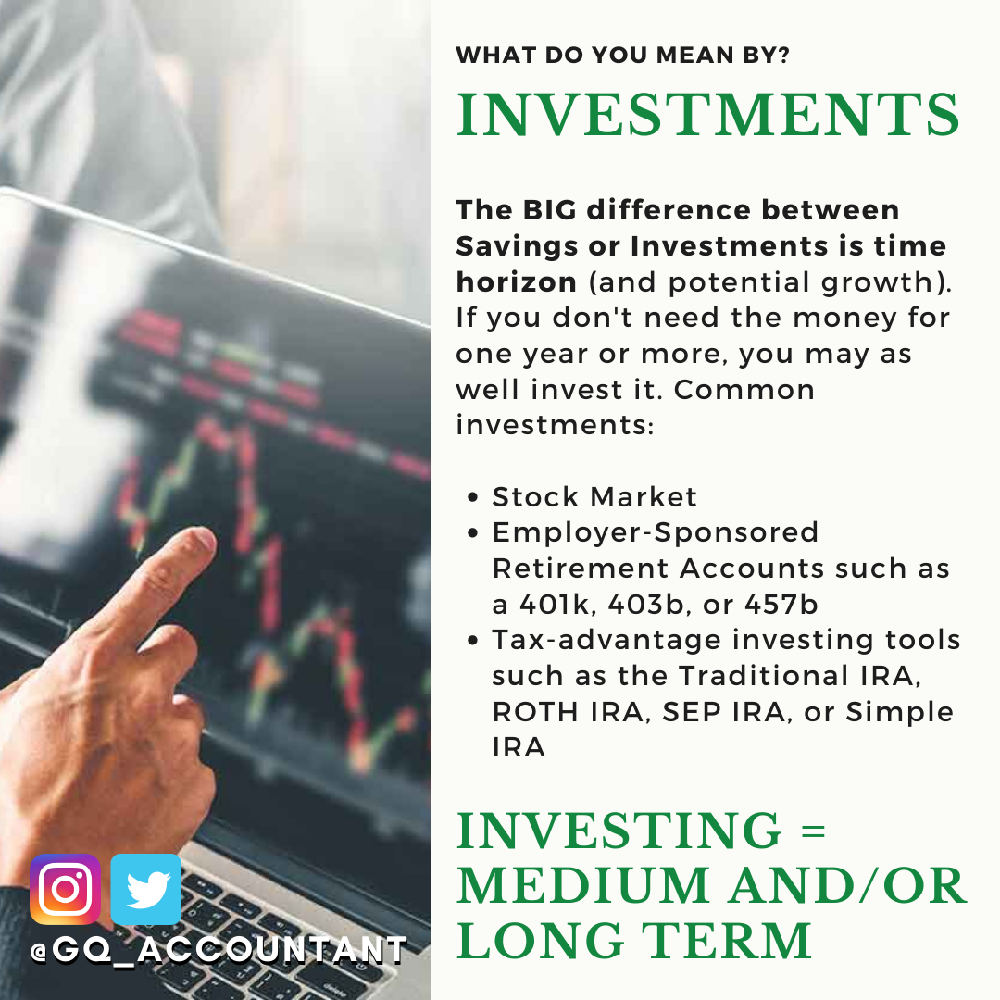 WHAT DO YOU MEAN BY?
INVESTMENTS
The BIG difference between
Savings or Investments is time
horizon (and potential growth).
If you don't need the money for
one year or more, you may as
well invest it. Common
investments:
• Stock Market
• Employer-Sponsored
Retirement Accounts such as
a 401k, 403b, or 457b
• Tax-advantage investing tools
such as the Traditional IRA,
ROTH IRA, SEP IRA, or Simple
IRA
INVESTING =
MEDIUM AND/OR
LONG TERM
@GQ_ACCOUNTANT
delete